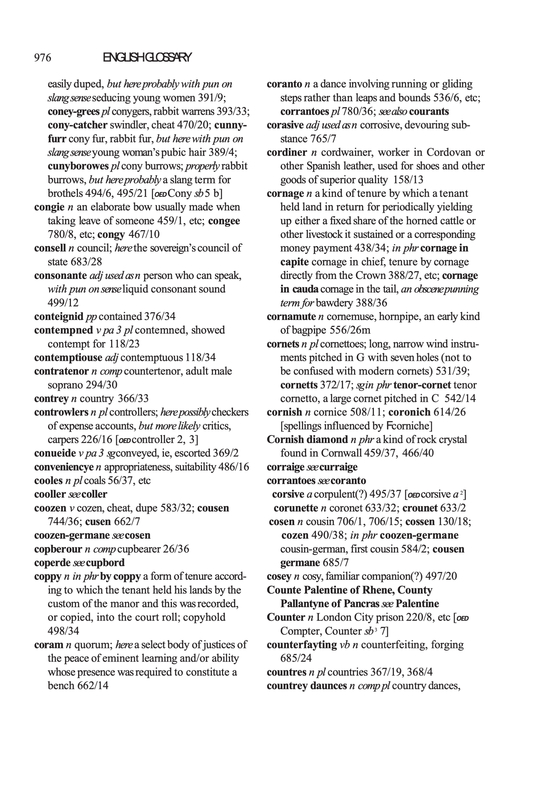 976 ENGLISH GLOSSARY
easily duped, but here probably with pun on
slang sense seducing young women 391/9;
coney-grees pl conygers, rabbit warrens 393/33;
cony-catcher swindler, cheat 470/20; cunny-
furr cony fur, rabbit fur, but here with pun on
slang sense young woman's pubic hair 389/4;
cunyborowes pl cony burrows; properly rabbit
burrows, but here probably a slang term for
brothels 494/6, 495/21 [OED Cony sb 5 b]
congie n an elaborate bow usually made when
taking leave of someone 459/1, etc; congee
780/8, etc; congy 467/10
consell n council; here the sovereign's council of
state 683/28
consonante adj used as n person who can speak,
with pun on sense liquid consonant sound
499/12
conteignid pp contained 376/34
contempned v pa 3 pl contemned, showed
contempt for 118/23
contemptiouse adj contemptuous 118/34
contratenor n comp countertenor, adult male
soprano 294/30
contrey n country 366/33
controwlers n pl controllers; here possibly checkers
of expense accounts, but more likely critics,
carpers 226/16 [OED controller 2, 3]
conueide v pa 3 sg conveyed, ie, escorted 369/2
conveniencye n appropriateness, suitability 486/16
cooles n pl coals 56/37, etc
cooller see coller
coozen v cozen, cheat, dupe 583/32; cousen
744/36; cusen 662/7
coozen-germane see cosen
copberour n comp cupbearer 26/36
coperde see cupbord
coppy n in phr by coppy a form of tenure accord-
ing to which the tenant held his lands by the
custom of the manor and this was recorded,
or copied, into the court roll; copyhold
498/34
coram n quorum; here a select body of justices of
the peace of eminent learning and/or ability
whose presence was required to constitute a
bench 662/14
coranto n a dance involving running or gliding
steps rather than leaps and bounds 536/6, etc;
corrantoes pl 780/36; see also courants
corasive adj used as n corrosive, devouring sub-
stance 765/7
cordiner n cordwainer, worker in Cordovan or
other Spanish leather, used for shoes and other
goods of superior quality 158/13
cornage n a kind of tenure by which a tenant
held land in return for periodically yielding
up either a fixed share of the horned cattle or
other livestock it sustained or a corresponding
money payment 438/34; in phr cornage in
capite cornage in chief, tenure by cornage
directly from the Crown 388/27, etc; cornage
in cauda cornage in the tail, an obscene punning
term for bawdery 388/36
cornamute n cornemuse, hornpipe, an early kind
of bagpipe 556/26m
cornets n pl cornettoes; long, narrow wind instru-
ments pitched in G with seven holes (not to
be confused with modern cornets) 531/39;
cornetts 372/17; sg in phr tenor-cornet tenor
cornetto, a large cornet pitched in C 542/14
cornish n cornice 508/11; coronich 614/26
[spellings influenced by F corniche]
Cornish diamond n phr a kind of rock crystal
found in Cornwall 459/37, 466/40
corraige see curraige
corrantoes see coranto
corsive a corpulent(?) 495/37 [OED corsive a²]
corunette n coronet 633/32; crounet 633/2
cosen n cousin 706/1, 706/15; cossen 130/18;
cozen 490/38; in phr coozen-germane
cousin-german, first cousin 584/2; cousen
germane 685/7
cosey n cosy, familiar companion(?) 497/20
Counte Palentine of Rhene, County
Pallantyne of Pancras see Palentine
Counter n London City prison 220/8, etc [OED
Compter, Counter sb³ 7]
counterfayting vb n counterfeiting, forging
685/24
countres n pl countries 367/19, 368/4
countrey daunces n comp pl country dances,